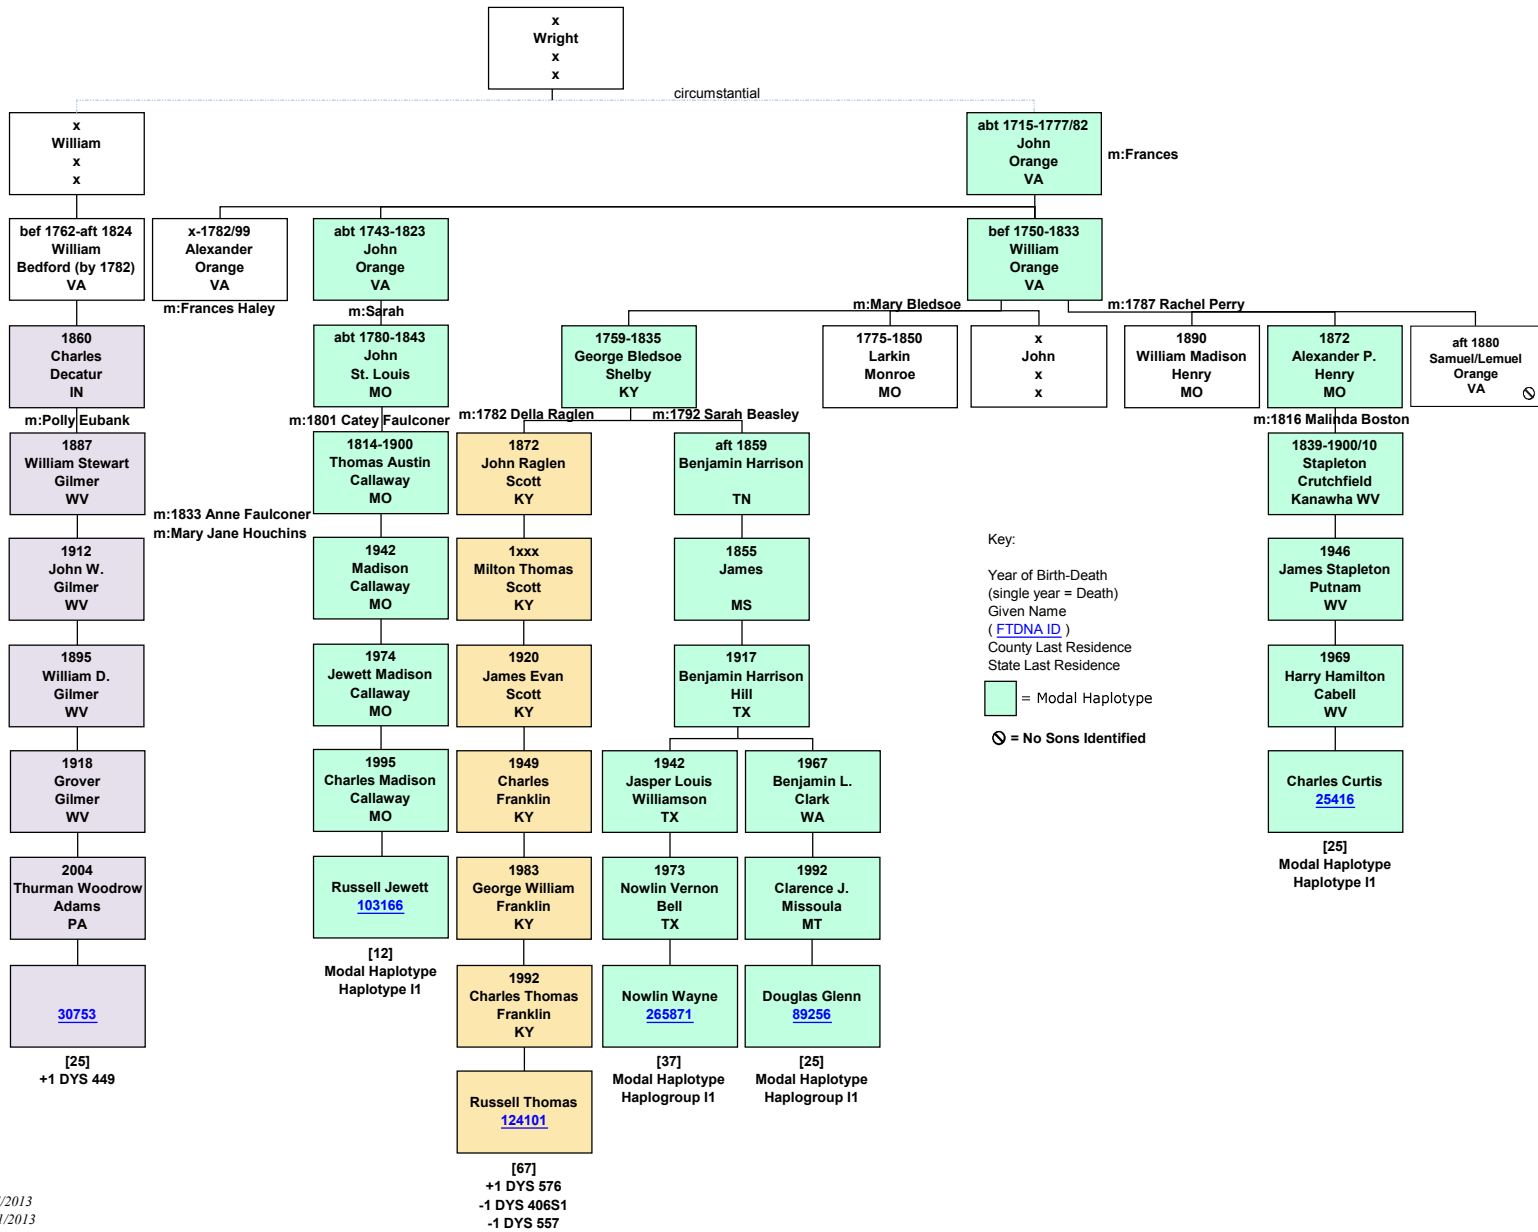 x
Wright
x
x
circumstantial
x
William
x
x
abt 1715-1777/82
John
Orange
VA
m:Frances
bef 1762-aft 1824
William
Bedford (by 1782)
VA
x-1782/99
Alexander
Orange
VA
m:Frances Haley
abt 1743-1823
John
Orange
VA
m:Sarah
bef 1750-1833
William
Orange
VA
m:Mary Bledsoe
m:1787 Rachel Perry
1860
Charles
Decatur
IN
m:Polly Eubank
abt 1780-1843
John
St. Louis
MO
m:1801 Catey Faulconer
1759-1835
George Bledsoe
Shelby
KY
m:1782 Della Raglen
m:1792 Sarah Beasley
1775-1850
Larkin
Monroe
MO
x
John
x
x
1890
William Madison
Henry
MO
1872
Alexander P.
Henry
MO
m:1816 Malinda Boston
aft 1880
Samuel/Lemuel
Orange
VA
1887
William Stewart
Gilmer
WV
m:1833 Anne Faulconer
m:Mary Jane Houchins
1814-1900
Thomas Austin
Callaway
MO
1872
John Raglen
Scott
KY
aft 1859
Benjamin Harrison
TN
1839-1900/10
Stapleton
Crutchfield
Kanawha WV
1912
John W.
Gilmer
WV
1942
Madison
Callaway
MO
1xxx
Milton Thomas
Scott
KY
1855
James
MS
Key:
Year of Birth-Death
(single year = Death)
Given Name
( FTDNA ID )
County Last Residence
State Last Residence
= Modal Haplotype
= No Sons Identified
1946
James Stapleton
Putnam
WV
1895
William D.
Gilmer
WV
1974
Jewett Madison
Callaway
MO
1920
James Evan
Scott
KY
1917
Benjamin Harrison
Hill
TX
1969
Harry Hamilton
Cabell
WV
1918
Grover
Gilmer
WV
1995
Charles Madison
Callaway
MO
1949
Charles
Franklin
KY
1942
Jasper Louis
Williamson
TX
1967
Benjamin L.
Clark
WA
Charles Curtis
25416
[25]
Modal Haplotype
Haplotype I1
2004
Thurman Woodrow
Adams
PA
Russell Jewett
103166
[12]
Modal Haplotype
Haplotype I1
1983
George William
Franklin
KY
1973
Nowlin Vernon
Bell
TX
1992
Clarence J.
Missoula
MT
30753
[25]
+1 DYS 449
1992
Charles Thomas
Franklin
KY
Nowlin Wayne
265871
[37]
Modal Haplotype
Haplogroup I1
Douglas Glenn
89256
[25]
Modal Haplotype
Haplogroup I1
Russell Thomas
124101
[67]
+1 DYS 576
-1 DYS 406S1
-1 DYS 557
/2013
1/2013